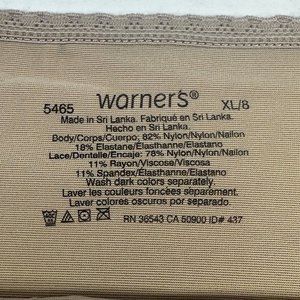 5465 warner's® XL/8
Made in Sri Lanka. Fabriqué en Sri Lanka.
Hecho en Sri Lanka.
Body/Corps/Cuerpo: 82% Nylon/Nylon/Nailon
18% Elastane/Elasthanne/Elastano
Lace/Dentelle/Encaje: 78% Nylon/Nylon/Nailon
11% Rayon/Viscose/Viscosa
11% Spandex/Élasthanne/Elastano
Wash dark colors separately.
Laver les couleurs foncées séparement.
Lavar colores oscuros por separado.
RN 36543 CA 50900 ID# 437